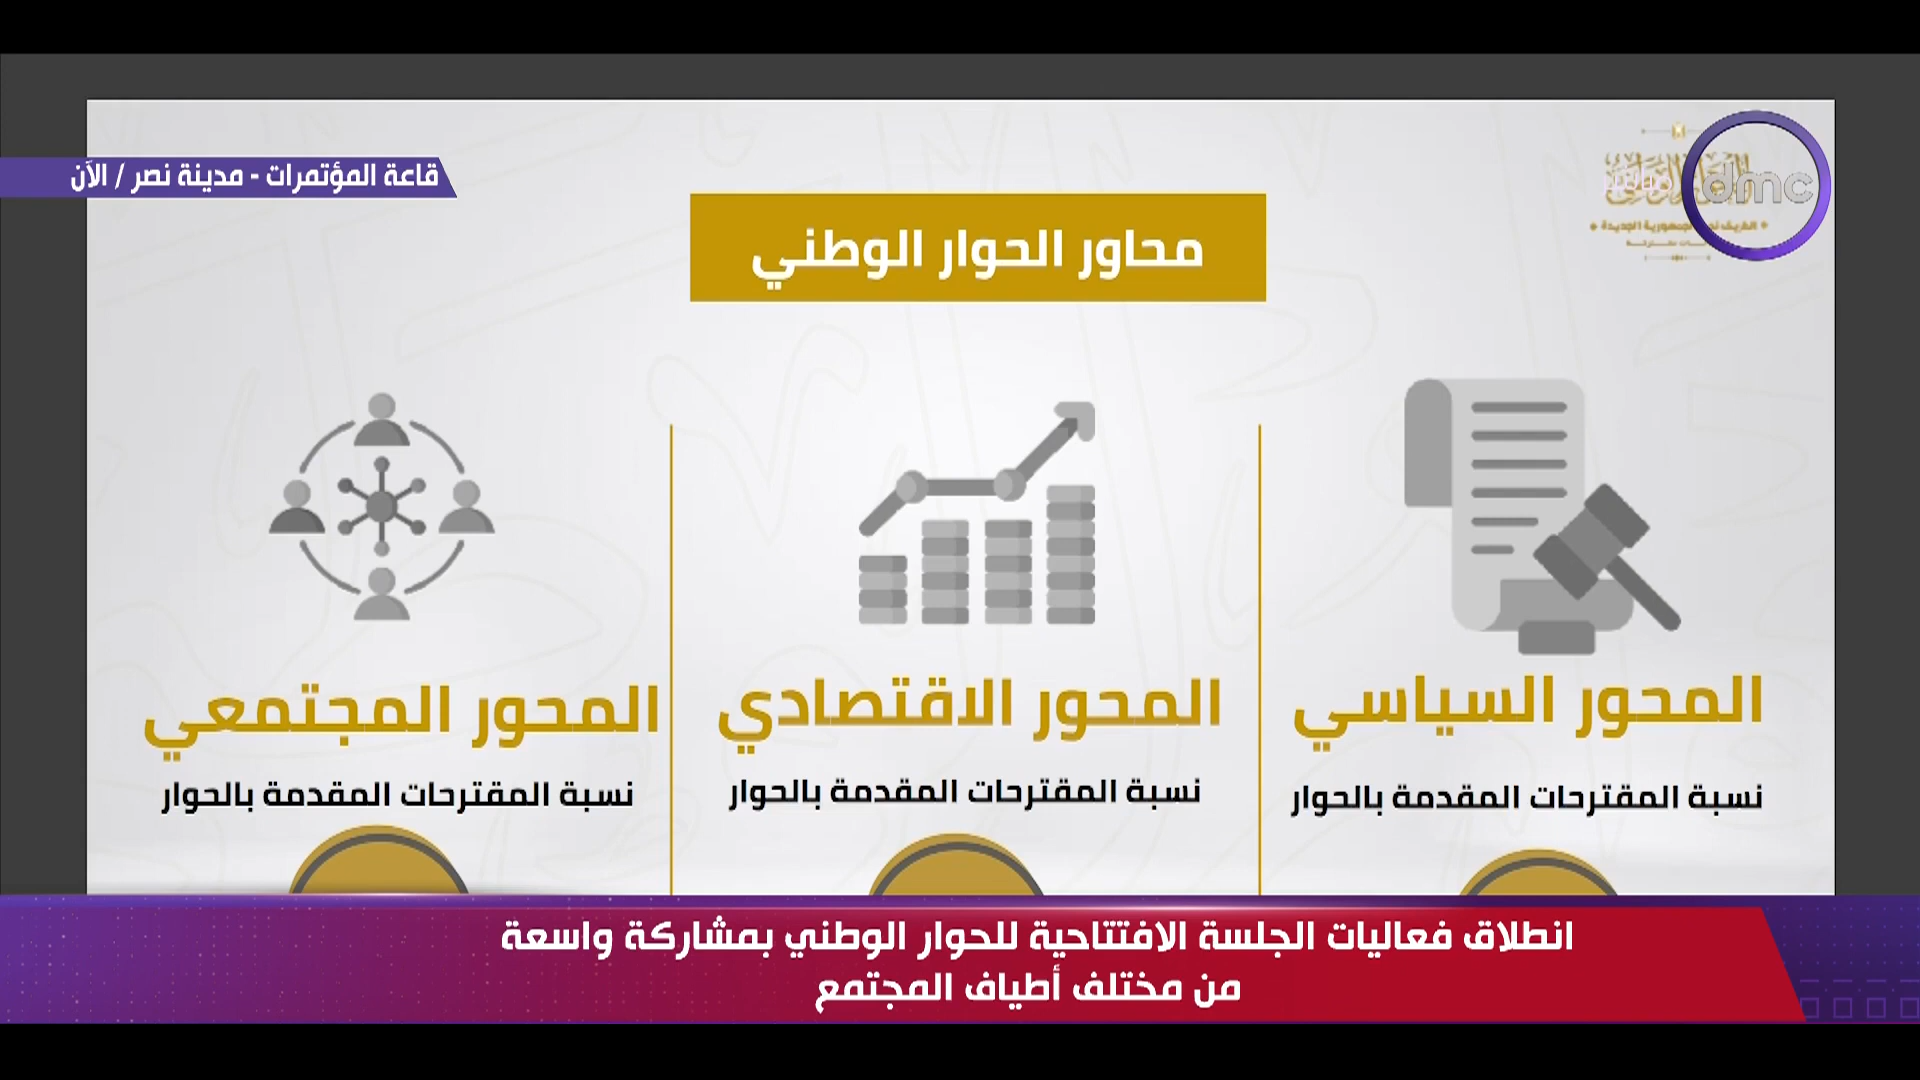 قاعة المؤتمرات - مدينة نصر / الآن
dmc
محاور الحوار الوطني
المحور السياسي
نسبة المقترحات المقدمة بالحوار
المحور الاقتصادي
نسبة المقترحات المقدمة بالحوار
المحور المجتمعي
نسبة المقترحات المقدمة بالحوار
انطلاق فعاليات الجلسة الافتتاحية للحوار الوطني بمشاركة واسعة
من مختلف أطياف المجتمع